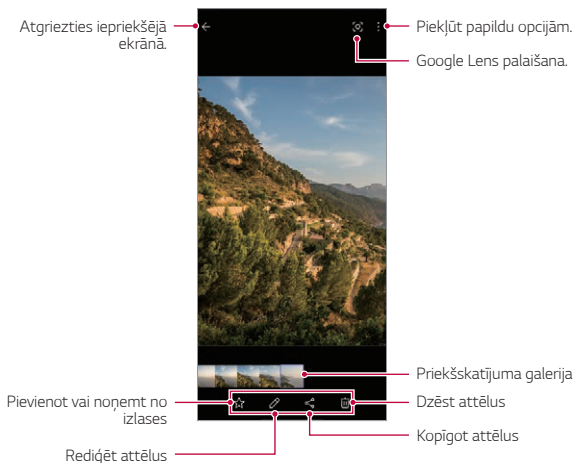 Atgriezties iepriekšējā
ekrānā.
Piekļūt papildu opcijām.
Google Lens palaišana.
Priekšskatījuma galerija
Pievienot vai noņemt no
izlases
Dzēst attēlus
Kopīgot attēlus
Rediģēt attēlus